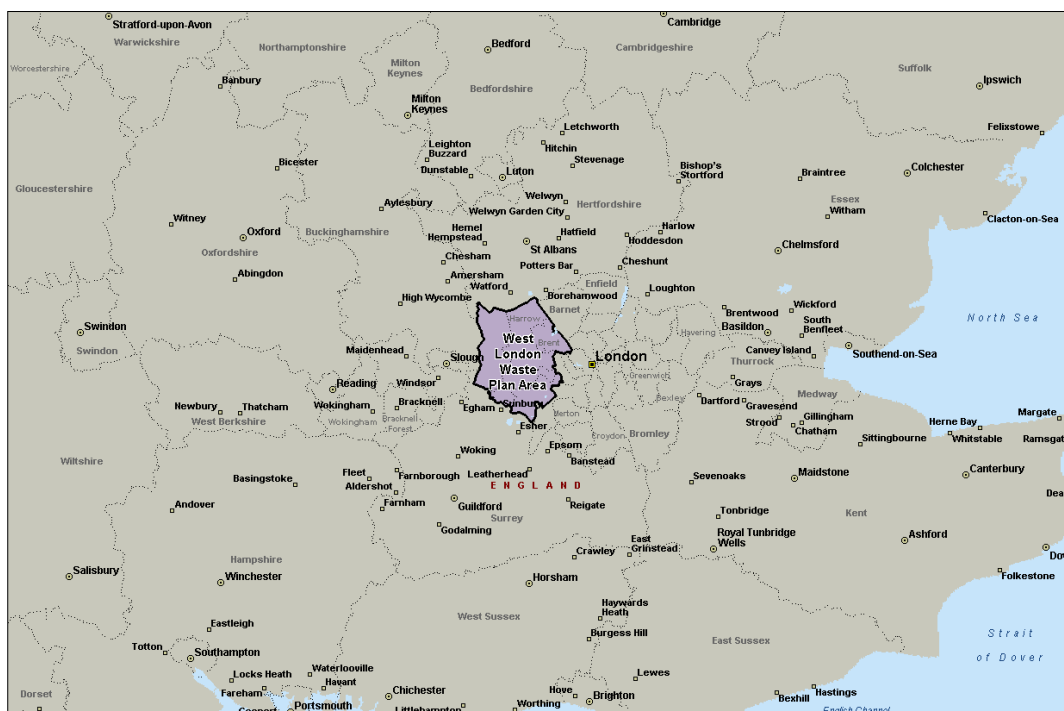 Stratford-upon-Avon
Cambridge
Warwickshire
Northamptonshire
Bedford
Cambridgeshire
Worcestershire
Milton
Keynes
Suffolk
Banbury
Bedfordshire
Ipswich
Milton
Keynes
Letchworth
Felixstowe
Leighton
Buzzard
Hitchin
Stevenage
Bicester
Dunstable
Luton
Bishop's
Stortford
Braintree
Colchester
Gloucestershire
Aylesbury
Welwyn
Hertfordshire
Essex
Welwyn Garden City
Witham
Clacton-on-Sea
Witney
Buckinghamshire
Hemel
Hempstead
Hatfield
Harlow
Oxford
Hoddesdon
Oxfordshire
St Albans
Chelmsford
Chesham
Potters Bar
Cheshunt
Abingdon
Amersham
Watford
Enfield
Borehamwood
Loughton
High Wycombe
Barnet
Wickford
Brentwood
Harrow
North Sea
Swindon
Basildon
South
Benfleet
Havering
West
London
Waste
Plan Area
Brent
Swindon
Maidenhead
Slough
London
Canvey Island
Southend-on-Sea
Thurrock
Reading
Windsor
Greenwich
Grays
Bexley
Medway
Newbury
Thatcham
Wokingham
Bracknell
Egham
Sunbury
Dartford
Gravesend
West Berkshire
Wokingham
Bracknell
Forest
Merton
Strood
Gillingham
Chatham
Herne Bay
Margate
Esher
Croydon
Bromley
Sittingbourne
Whitstable
Ramsgat
Wiltshire
Woking
Epsom
Banstead
Fleet
Farnborough
Leatherhead
Sevenoaks
Maidstone
Canterbury
Basingstoke
Aldershot
ENGLAND
Dea
Andover
Farnham
Guildford
Reigate
Tonbridge
Kent
Surrey
Godalming
Royal Tunbridge
Wells
Ashford
Hampshire
Crawley
East
Grinstead
Dov
Salisbury
Winchester
Horsham
Folkestone
West Sussex
Haywards
Heath
Eastleigh
Burgess Hill
East Sussex
Strait
of Dover
Totton
Southampton
Locks Heath
Waterlooville
Lewes
Dorset
Fareham
Havant
Chichester
Hove
Brighton
Bexhill
Hastings
Gosport
Portsmouth
Littlehampton
Worthing
English Channel